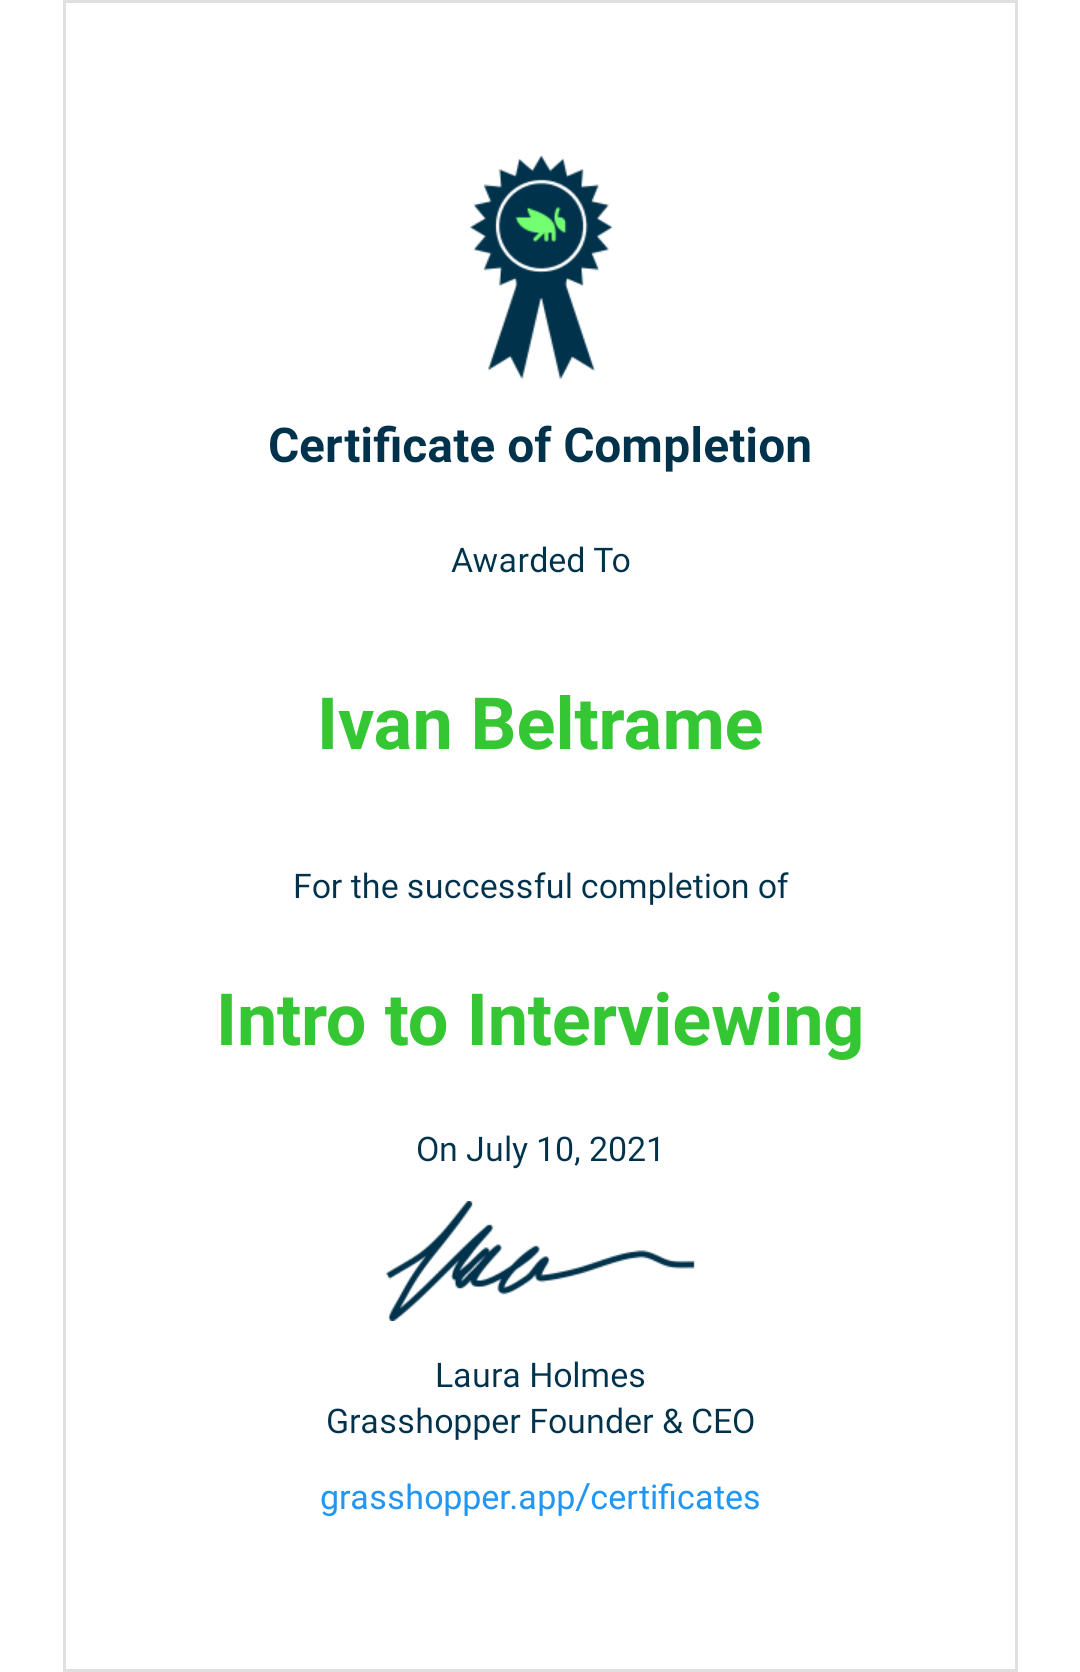 Certificate of Completion
Awarded To
Ivan Beltrame
For the successful completion of
Intro to Interviewing
On July 10, 2021
Laura Holmes
Grasshopper Founder & CEO
grasshopper.app/certificates